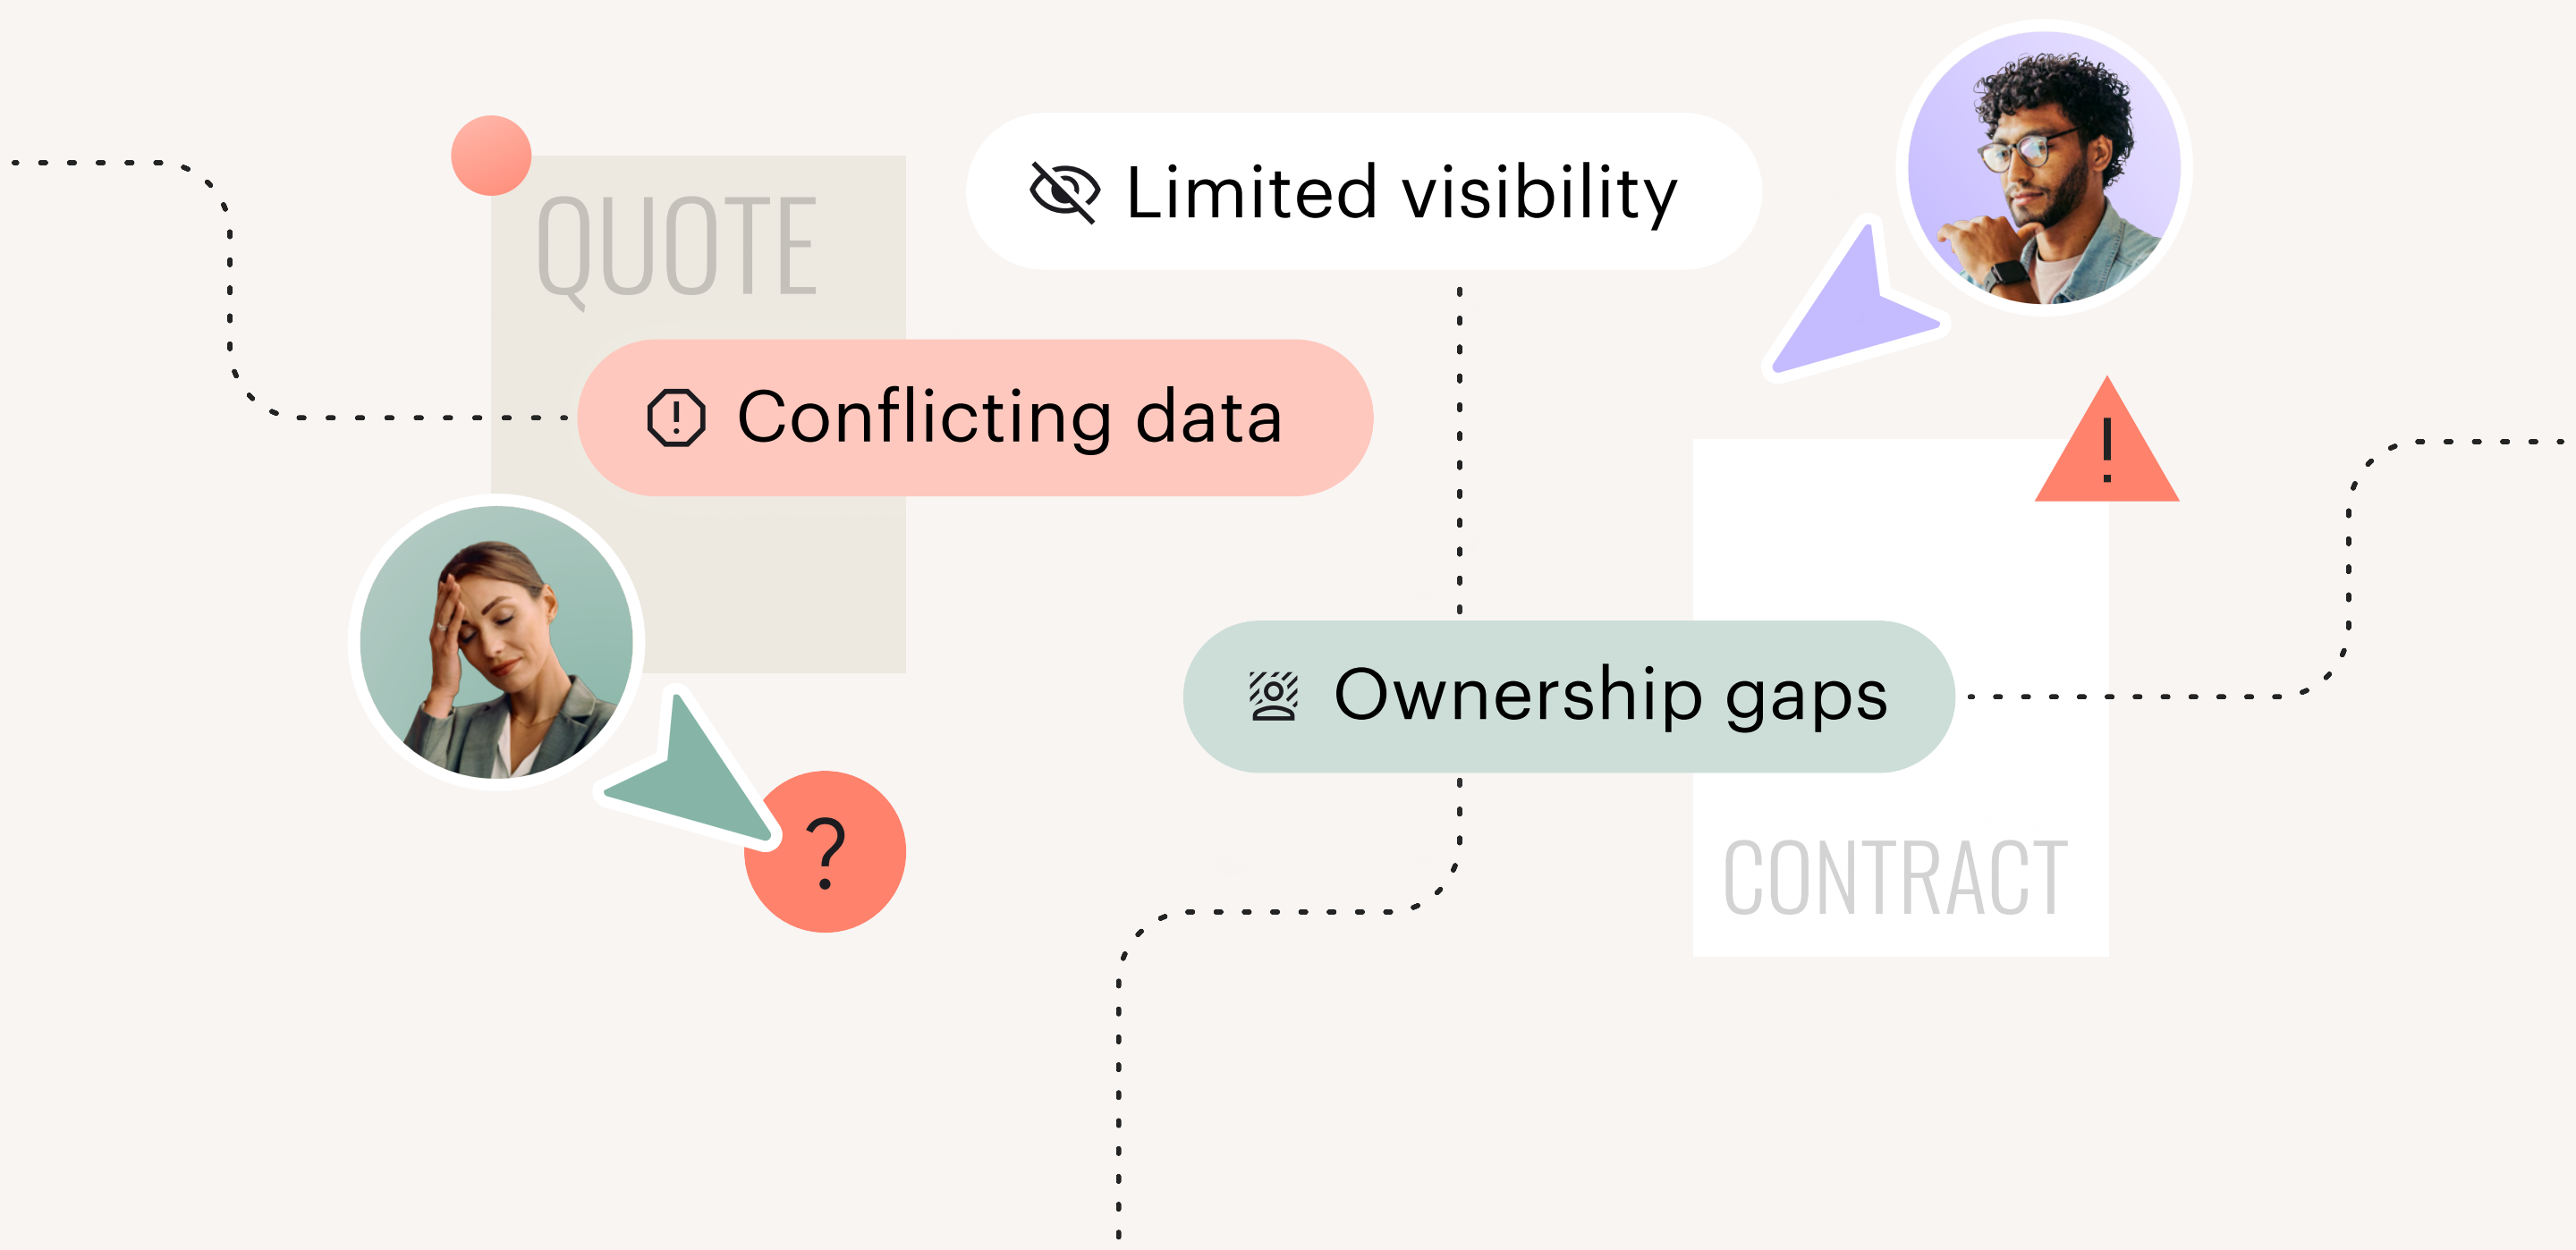 QUOTE
Limited visibility
Conflicting data
!
Ownership gaps
?
CONTRACT